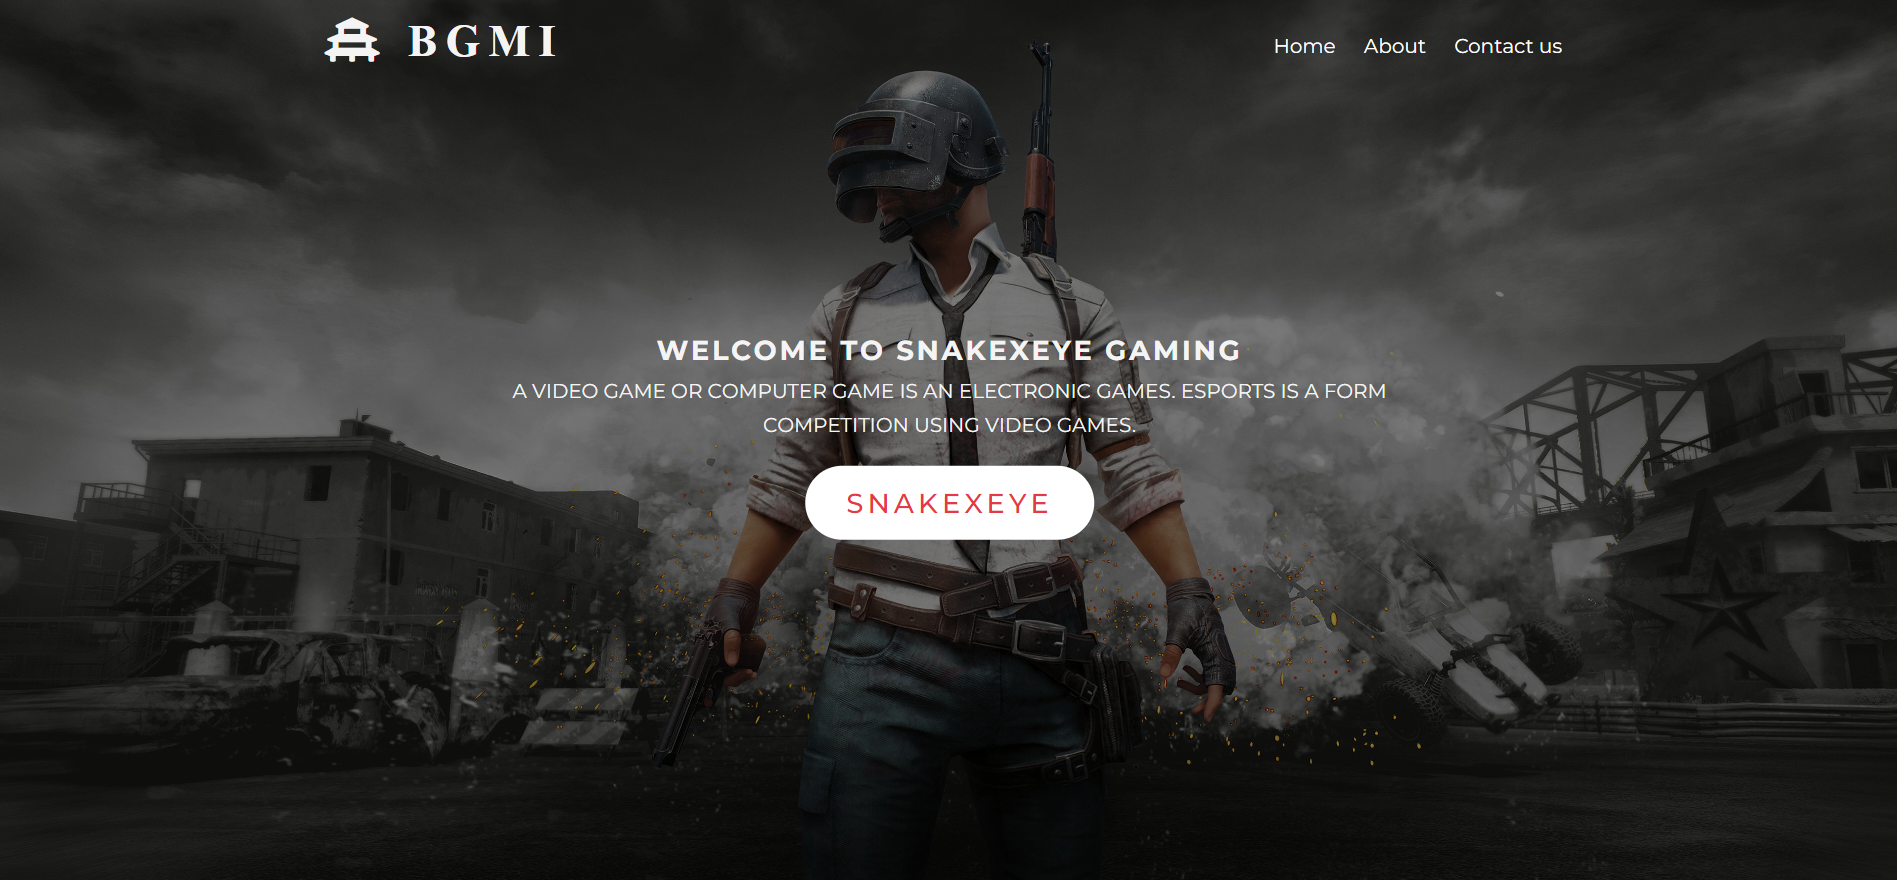 BGMI
Home About Contact us
WELCOME TO SNAKEXEYE GAMING
A VIDEO GAME OR COMPUTER GAME IS AN ELECTRONIC GAMES. ESPORTS IS A FORM
COMPETITION USING VIDEO GAMES.
SNAKEXEYE